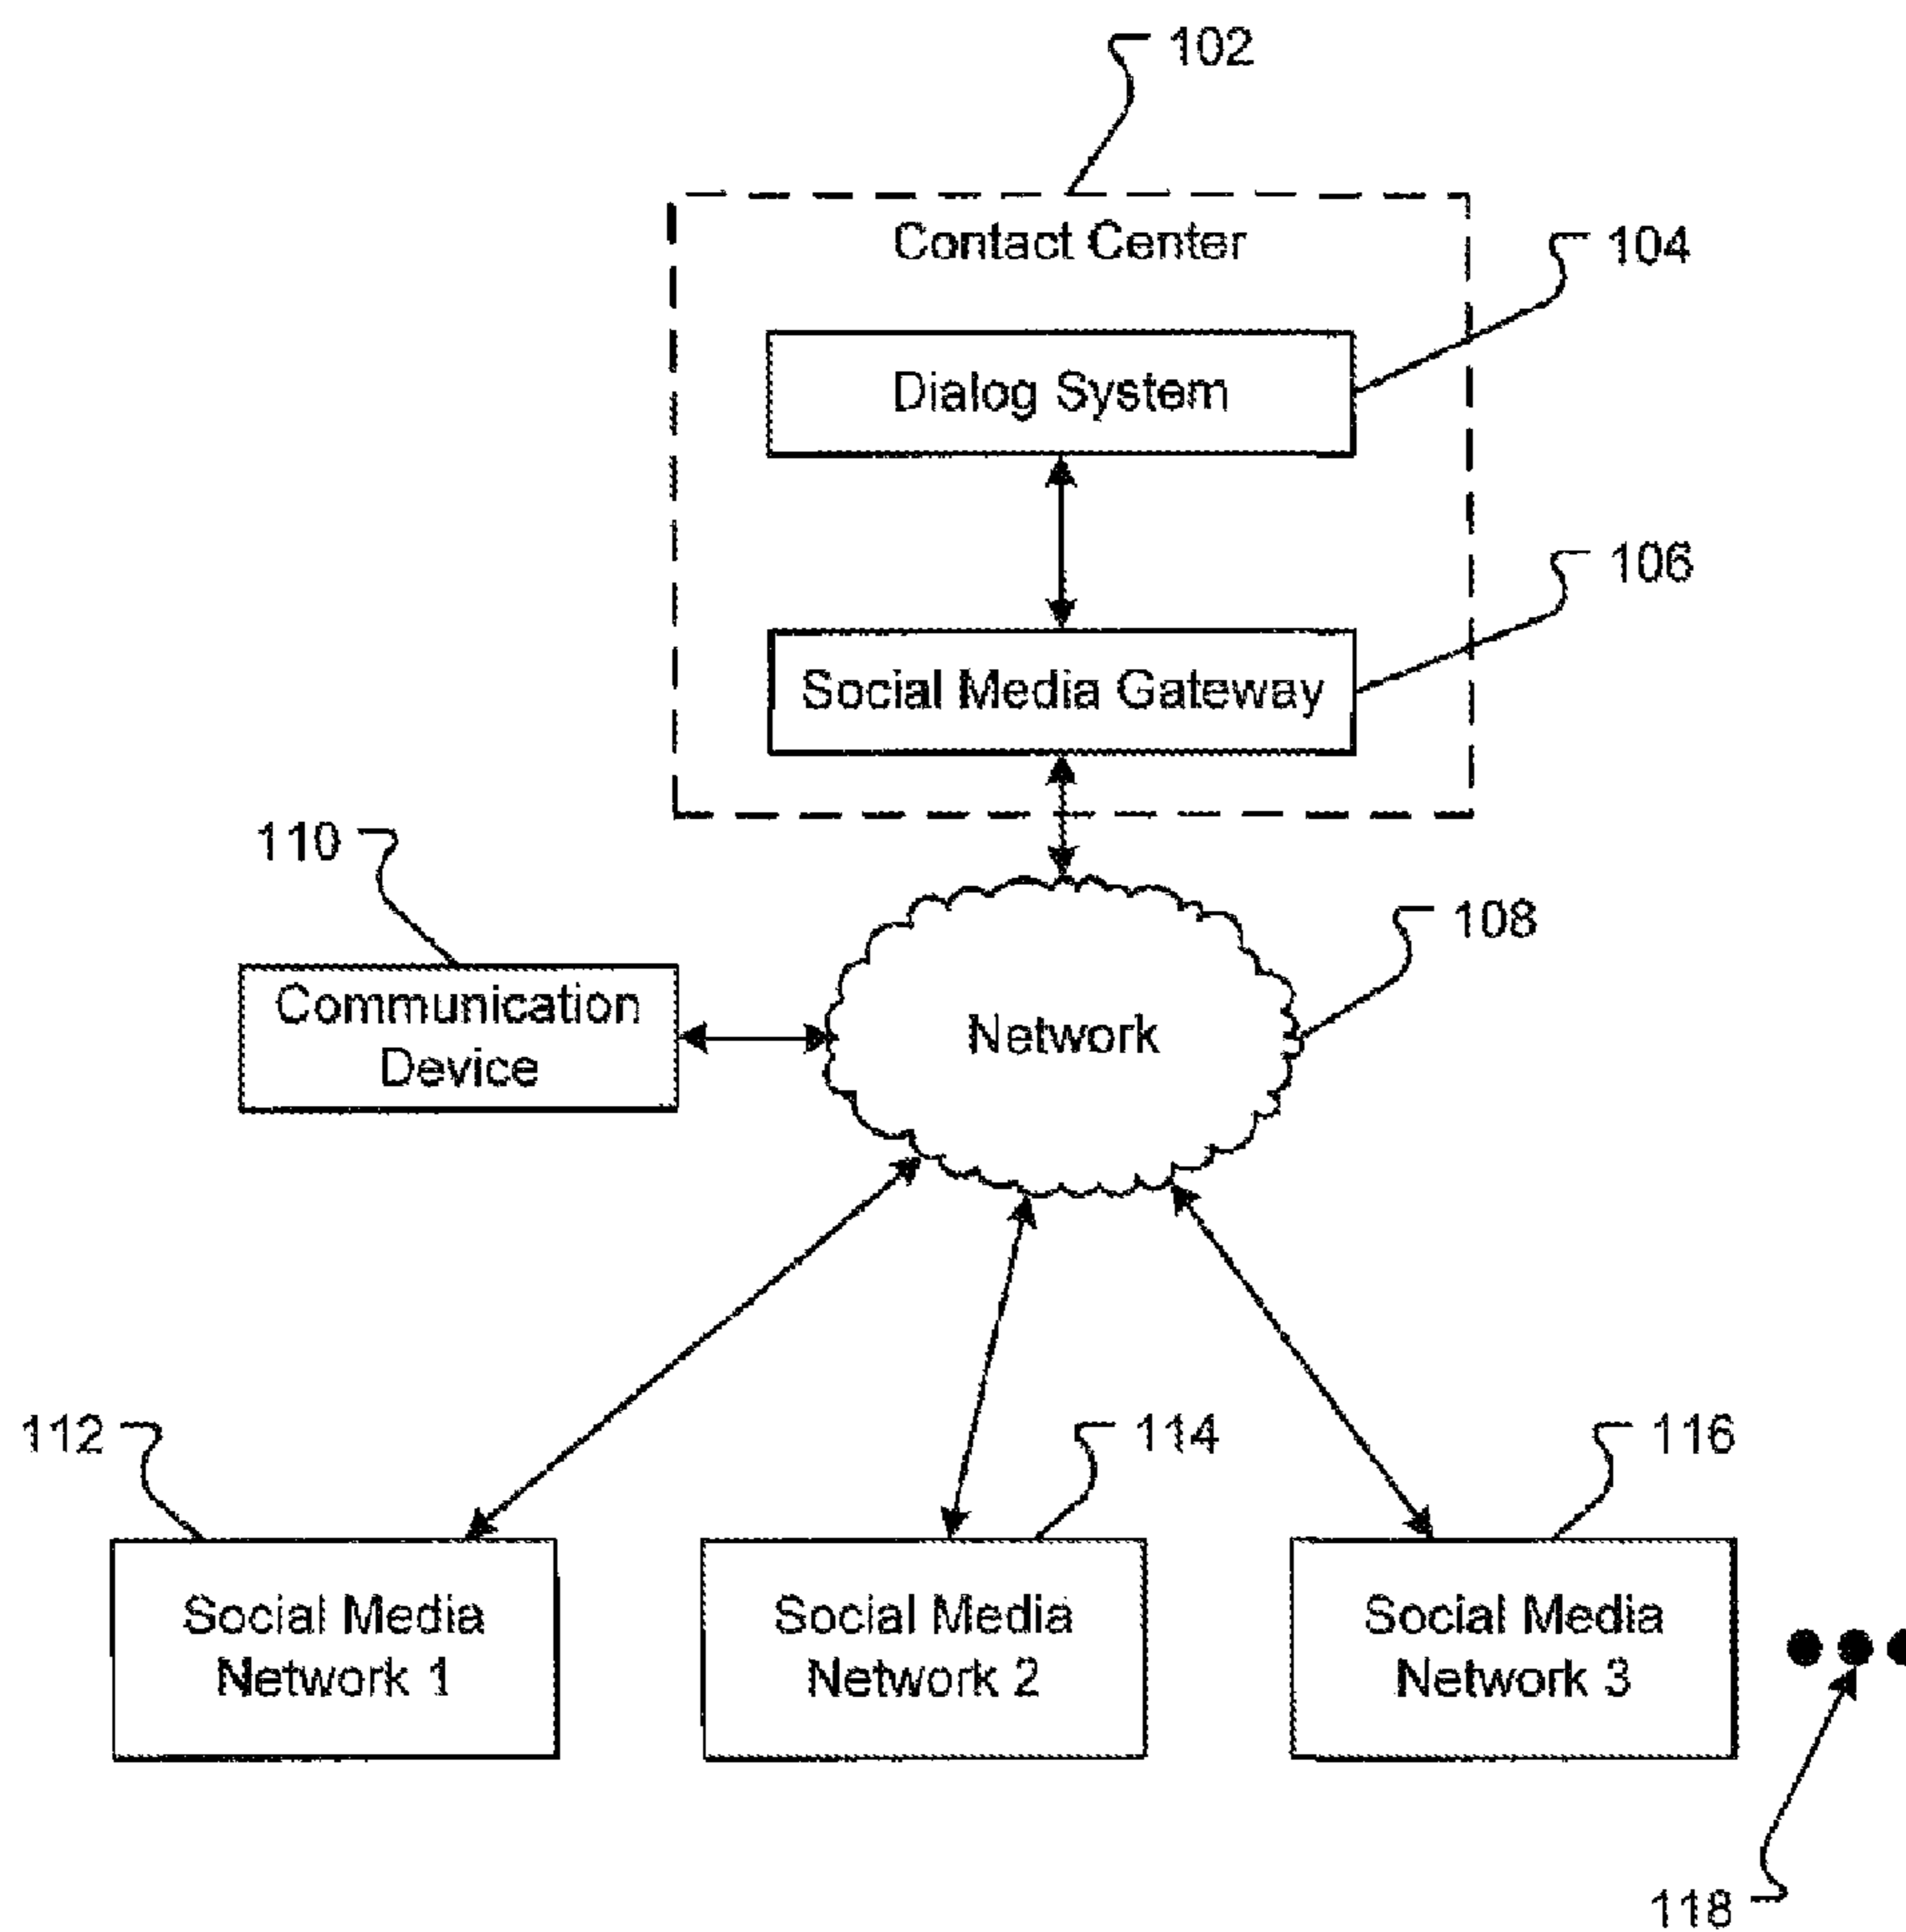 102
Contact Center
104
Dialog System
106
Social Media Gateway
110
108
Communication
Device
Network
112
114
116
Social Media
Network 1
Social Media
Network 2
Social Media
Network 3
118